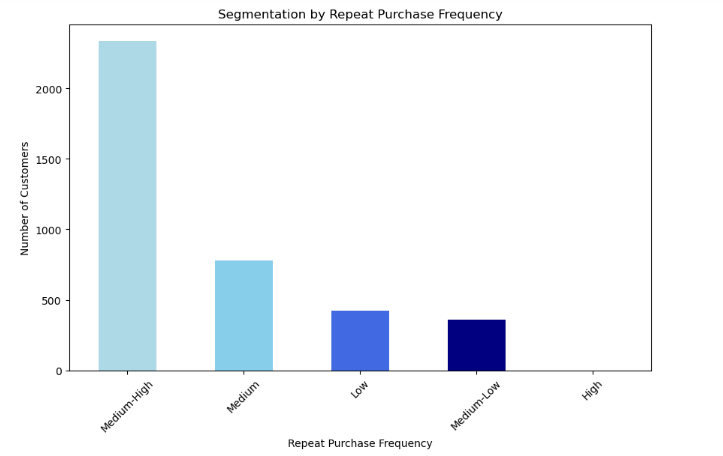 Segmentation by Repeat Purchase Frequency
Number of Customers
2000
1500
1000
500
0
Medium-High
Medium
Low
Medium-Low
High
Repeat Purchase Frequency